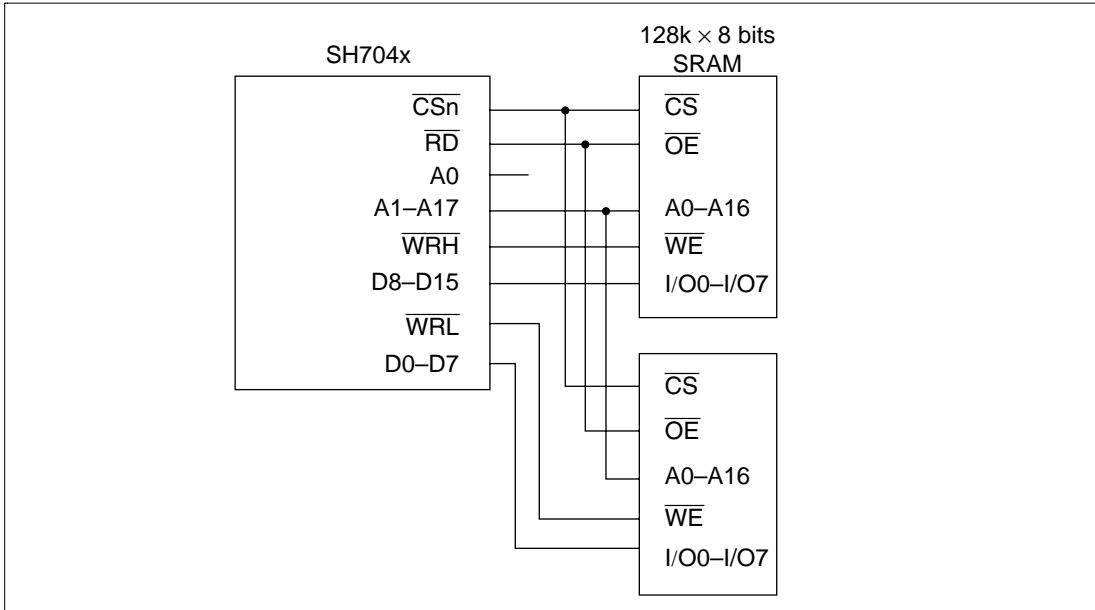 SH704x
CSn
RD
A0
A1–A17
WRH
D8–D15
WRL
D0–D7
128k × 8 bits
SRAM
CS
OE
A0–A16
WE
I/O0–I/O7
CS
OE
A0–A16
WE
I/O0–I/O7